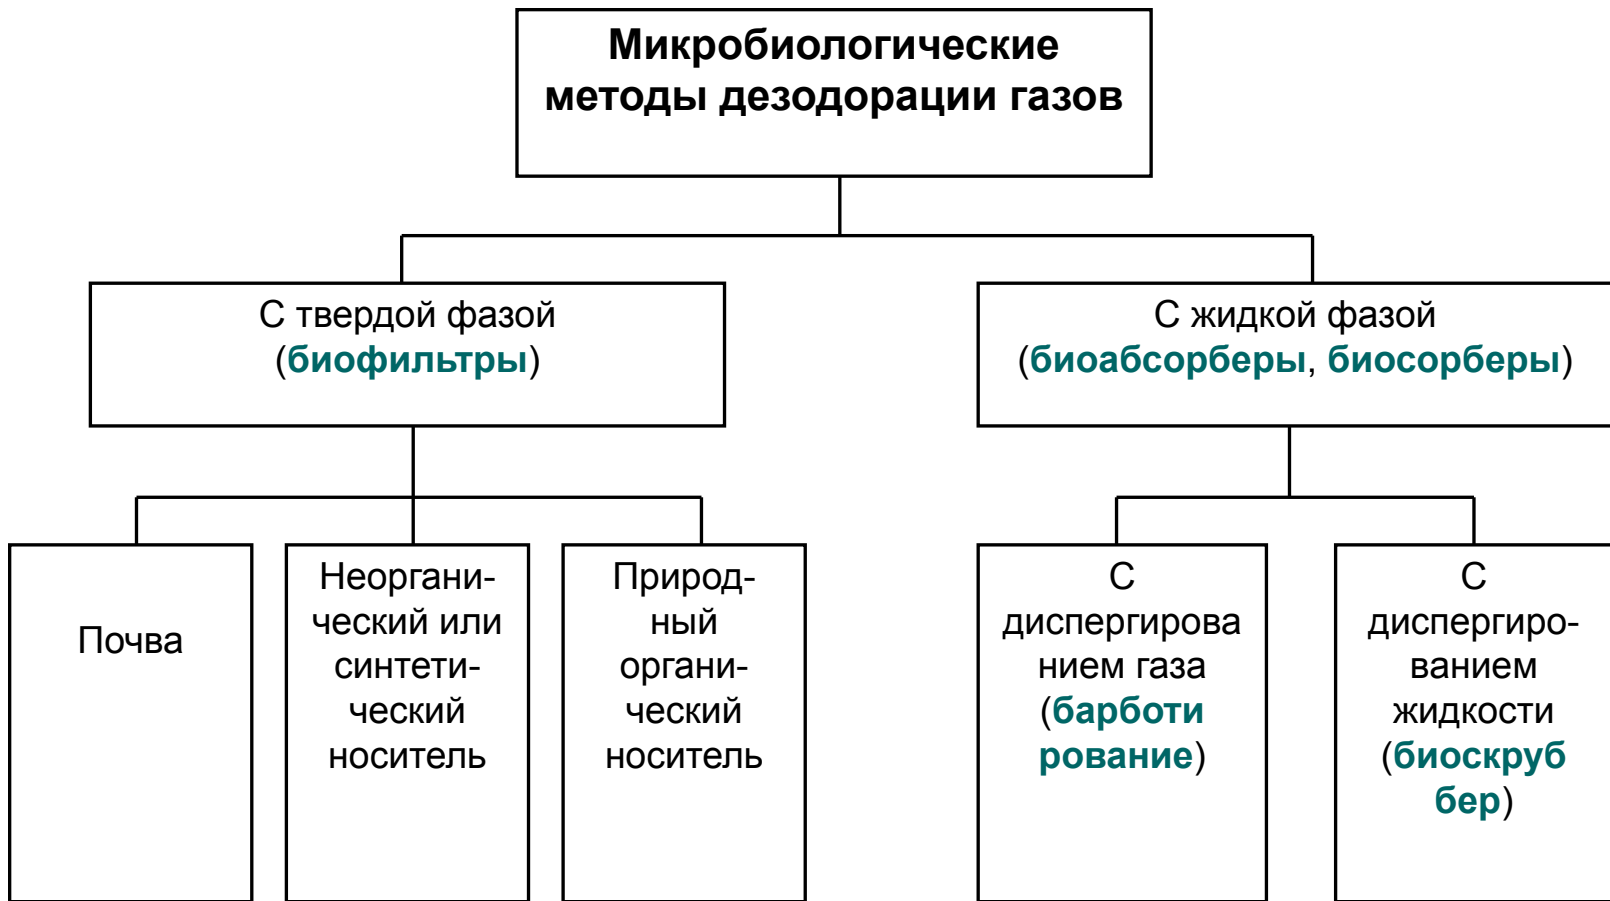 Микробиологические
методы дезодорации газов
С твердой фазой
(биофильтры)
С жидкой фазой
(биоабсорберы, биосорберы)
Почва
Неоргани-
ческий или
синтети-
ческий
носитель
Природ-
ный
органи-
ческий
носитель
С
диспергирова
нием газа
(барботи
рование)
С
диспергиро-
ванием
жидкости
(биоскруб
бер)